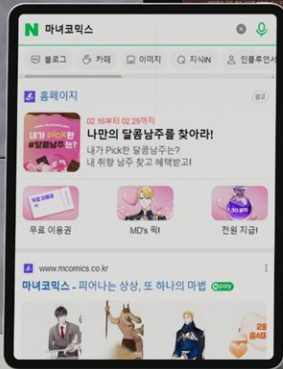 N 마녀코믹스
블로그 카페 이미지 지식iN 인플루언서
홈페이지 광고
02.16부터 02.29까지
나만의 달콤남주를 찾아라!
내가 Pick한 달콤남주는?
내 취향 남주 찾고 혜택받고!
내가 PICK한
#달콤남주는?
무료 이용권 MD's 픽! 전원 지급!
www.mcomics.co.kr
마녀코믹스 - 피어나는 상상, 또 하나의 마법 pay